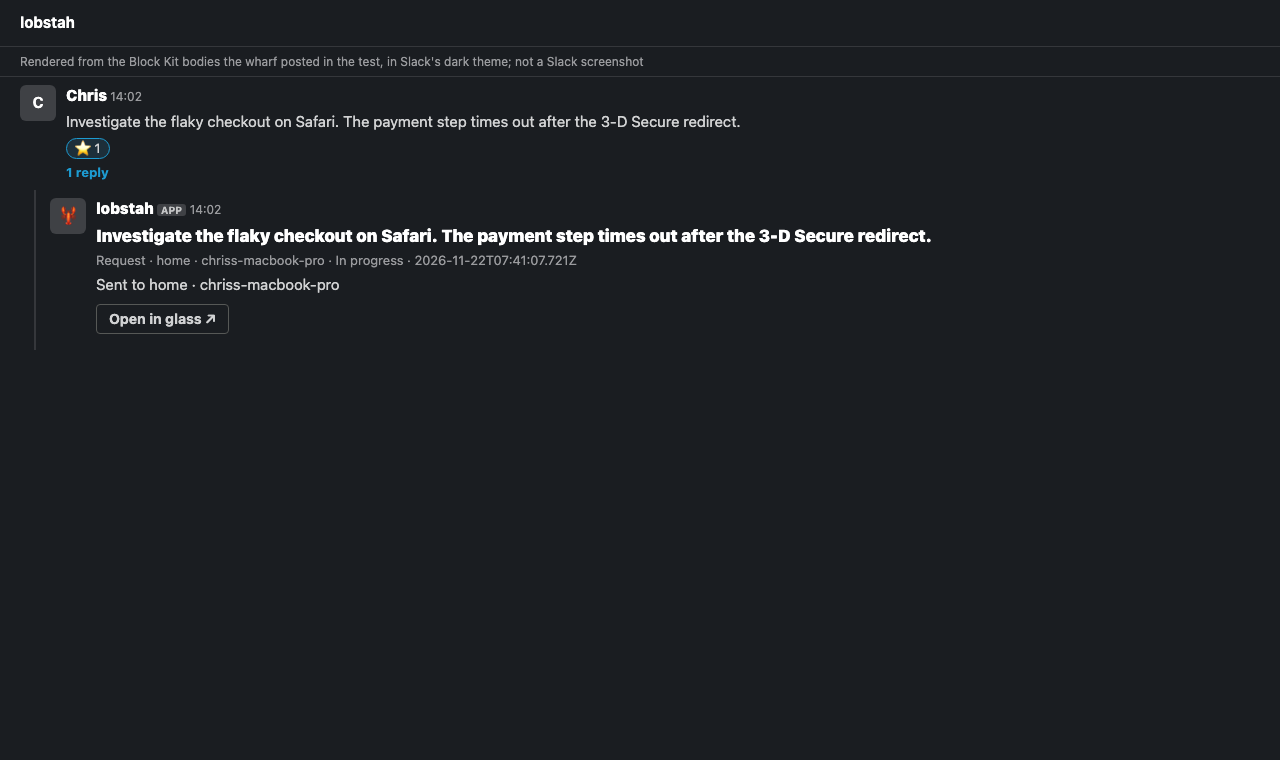 lobstah
Rendered from the Block Kit bodies the wharf posted in the test, in Slack's dark theme; not a Slack screenshot
C
Chris 14:02
Investigate the flaky checkout on Safari. The payment step times out after the 3-D Secure redirect.
1
1 reply
lobstah APP 14:02
Investigate the flaky checkout on Safari. The payment step times out after the 3-D Secure redirect.
Request · home · chriss-macbook-pro · In progress · 2026-11-22T07:41:07.721Z
Sent to home · chriss-macbook-pro
Open in glass ↗